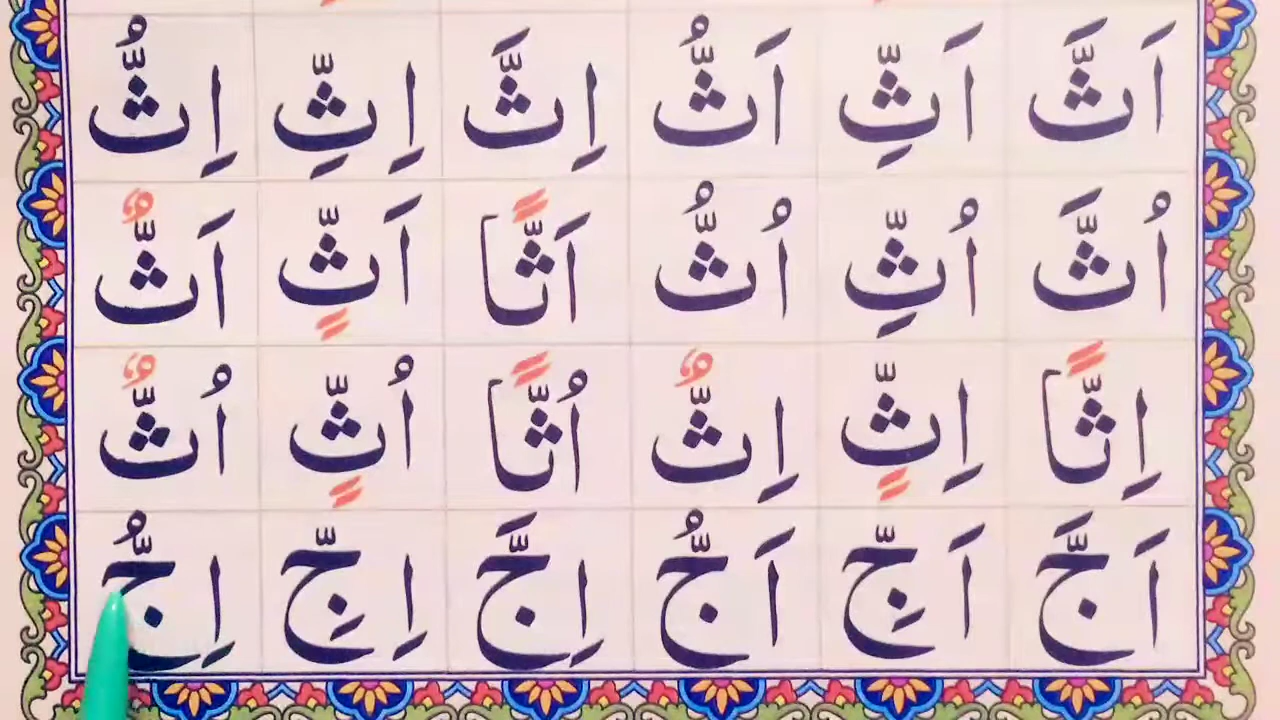 اَثَّ اَثِّ اَثُّ اِثَّ اِثِّ اِثُّ
اُثَّ اُثِّ اُثُّ اَثًّا اَثٍّ اَثٌّ
اِثًّا اِثٍّ اِثٌّ اُثًّا اُثٍّ اُثٌّ
اَجَّ اَجِّ اَجُّ اِجَّ اِجِّ اِجُّ